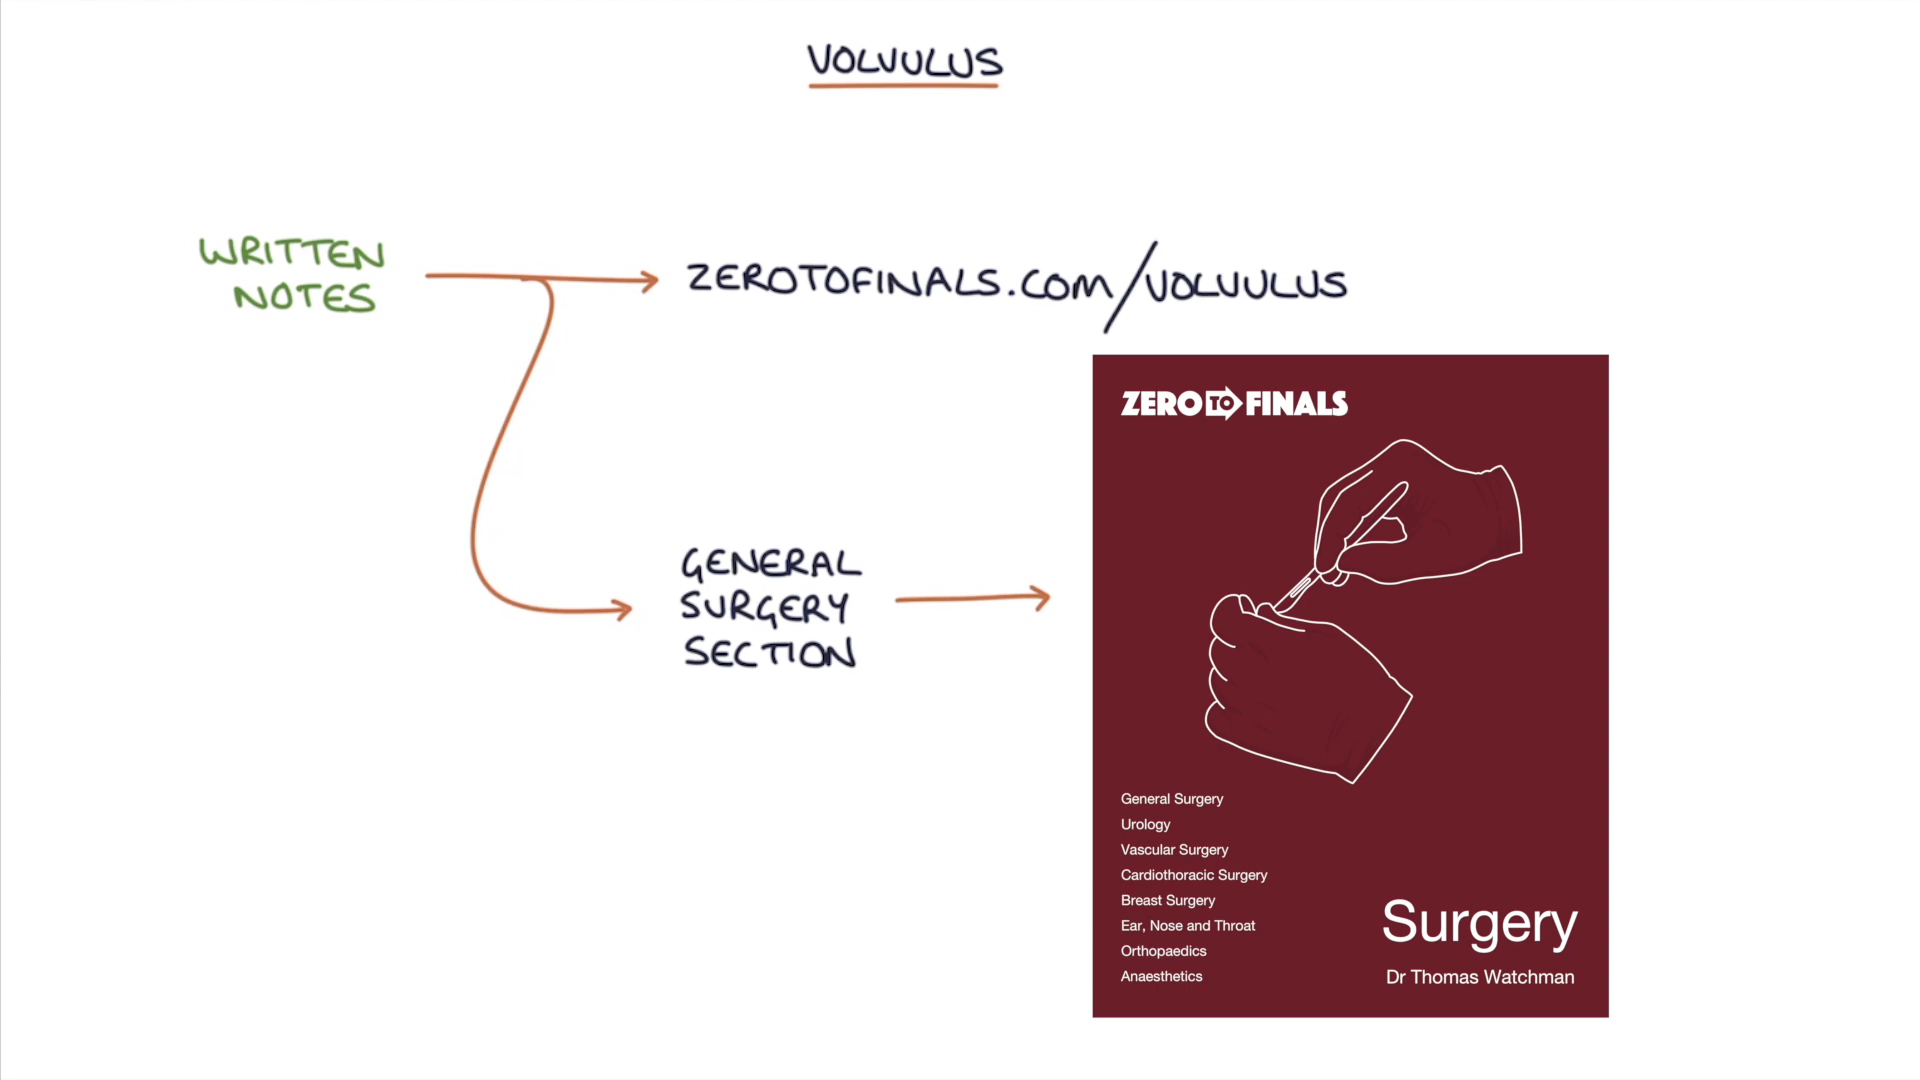 VOLVULUS
WRITTEN
NOTES
ZEROTOFINALS.COM/VOLVULUS
GENERAL
SURGERY
SECTION
ZERO TO FINALS
General Surgery
Urology
Vascular Surgery
Cardiothoracic Surgery
Breast Surgery
Ear, Nose and Throat
Orthopaedics
Anaesthetics
Surgery
Dr Thomas Watchman